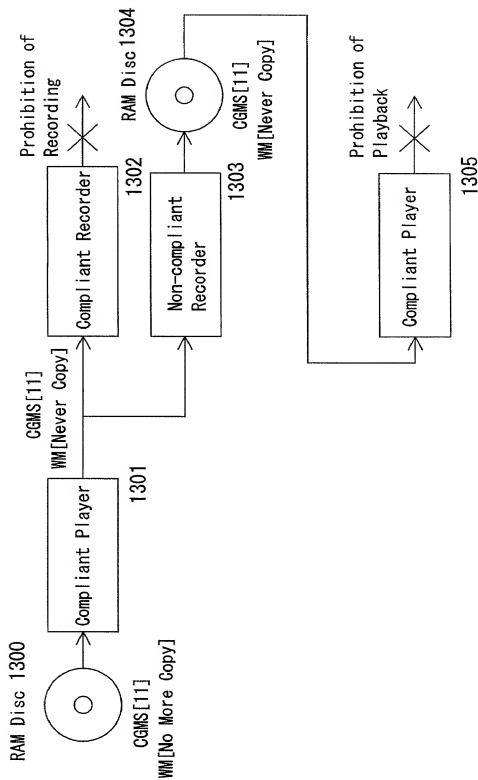 RAM Disc 1300
CGMS[11]
WM[No More Copy]
Compliant Player
1301
CGMS[11]
WM[Never Copy]
Compliant Recorder
1302
Prohibition of
Recording
Non-compliant
Recorder
1303
RAM Disc 1304
CGMS[11]
WM[Never Copy]
Compliant Player
1305
Prohibition of
Playback